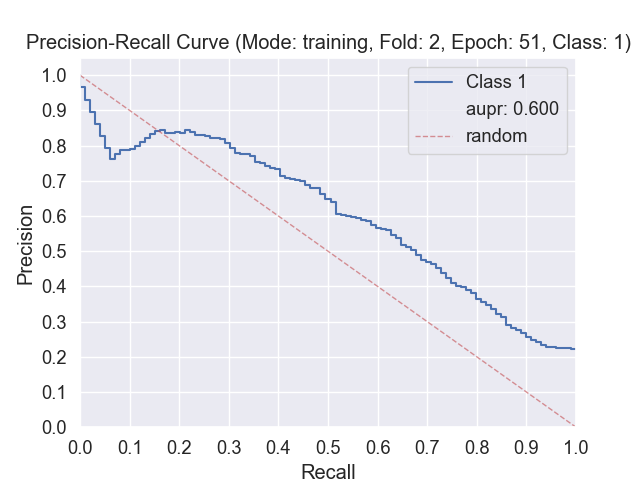 Precision-Recall Curve (Mode: training, Fold: 2, Epoch: 51, Class: 1)
1.0
0.9
0.8
0.7
0.6
0.5
0.4
0.3
0.2
0.1
0.0
Precision
Class 1
aupr: 0.600
random
0.0 0.1 0.2 0.3 0.4 0.5 0.6 0.7 0.8 0.9 1.0
Recall